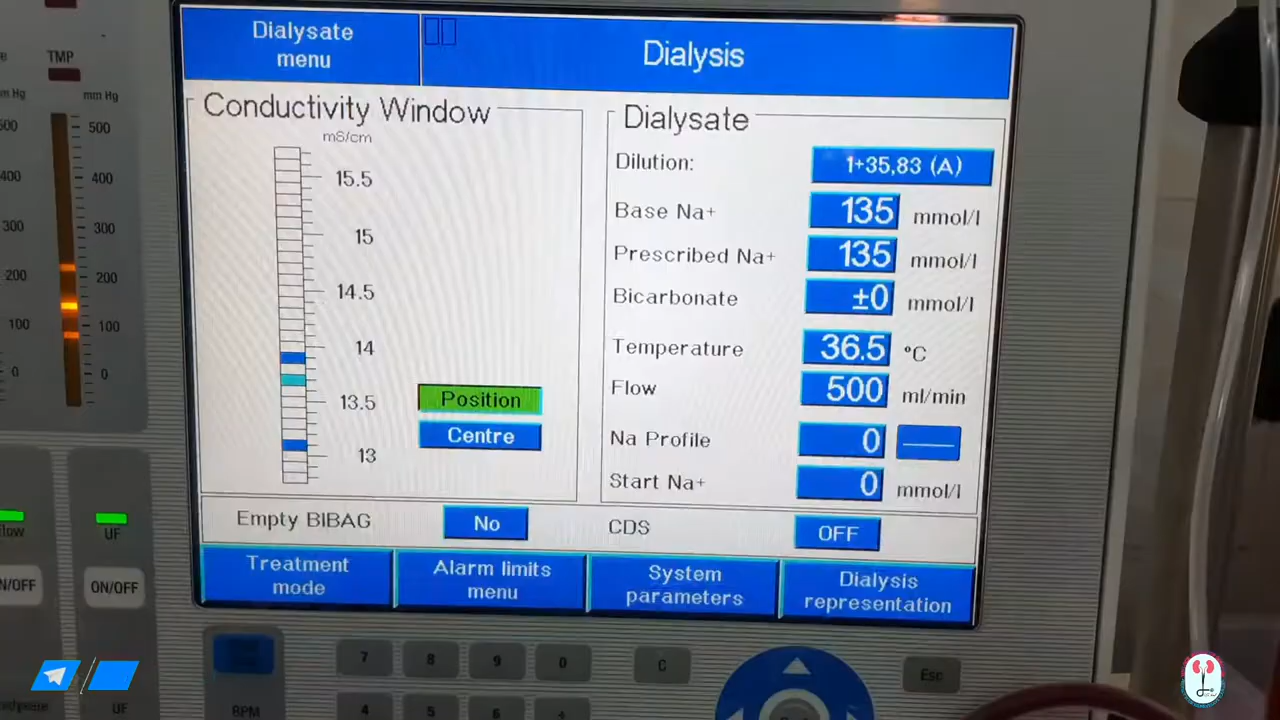 TMP
mm Hg
mm Hg
500
500
400
400
300
300
200
200
100
100
0
0
Dialysate
menu
Dialysis
Conductivity Window
mS/cm
15.5
15
14.5
14
13.5
13
Position
Centre
Dialysate
Dilution: 1+35,83 (A)
Base Na+ 135 mmol/l
Prescribed Na+ 135 mmol/l
Bicarbonate ±0 mmol/l
Temperature 36.5 ºC
Flow 500 ml/min
Na Profile 0
Start Na+ 0 mmol/l
Empty BIBAG No
CDS OFF
Treatment
mode
Alarm limits
menu
System
parameters
Dialysis
representation
Flow
UF
ON/OFF
ON/OFF
UF
BPM
7 8 9 0 C Esc
4 5 6